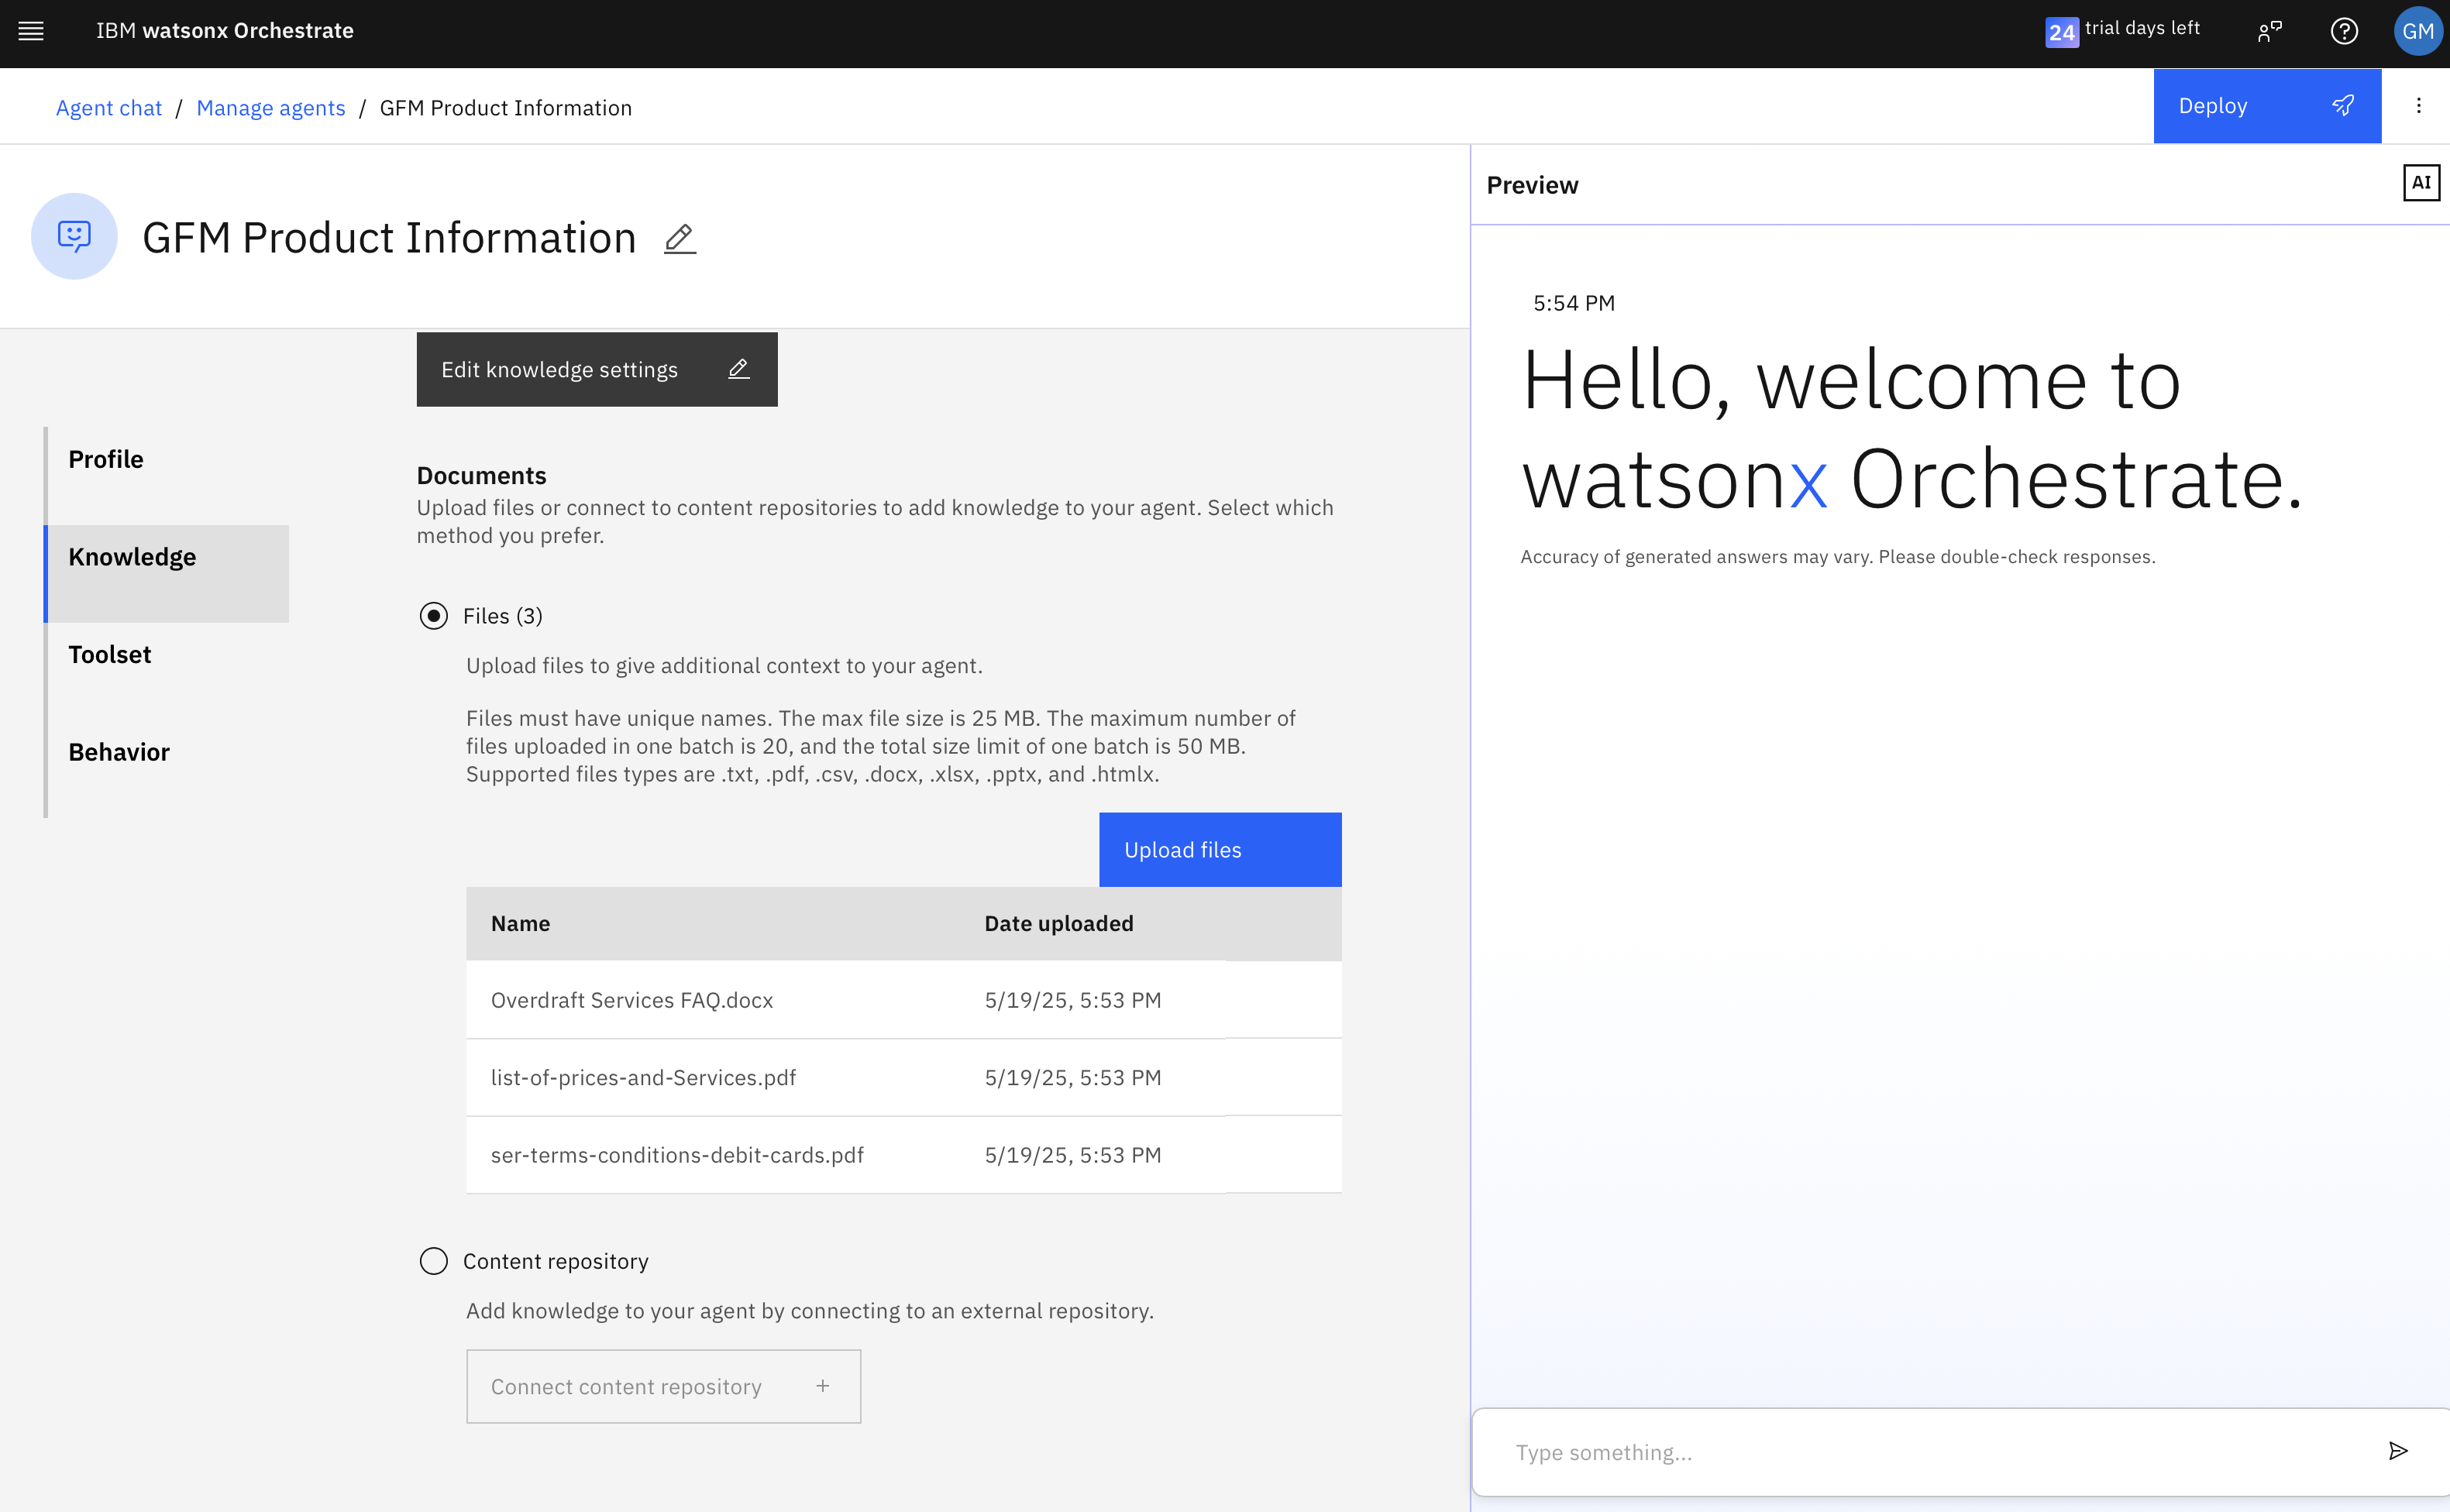 IBM watsonx Orchestrate
24 trial days left
GM
Agent chat / Manage agents / GFM Product Information
Deploy
GFM Product Information
Edit knowledge settings
Profile
Knowledge
Toolset
Behavior
Documents
Upload files or connect to content repositories to add knowledge to your agent. Select which
method you prefer.
Files (3)
Upload files to give additional context to your agent.
Files must have unique names. The max file size is 25 MB. The maximum number of
files uploaded in one batch is 20, and the total size limit of one batch is 50 MB.
Supported files types are .txt, .pdf, .csv, .docx, .xlsx, .pptx, and .htmlx.
Upload files
Name Date uploaded
Overdraft Services FAQ.docx 5/19/25, 5:53 PM
list-of-prices-and-Services.pdf 5/19/25, 5:53 PM
ser-terms-conditions-debit-cards.pdf 5/19/25, 5:53 PM
Content repository
Add knowledge to your agent by connecting to an external repository.
Connect content repository +
Preview
AI
5:54 PM
Hello, welcome to
watsonx Orchestrate.
Accuracy of generated answers may vary. Please double-check responses.
Type something...